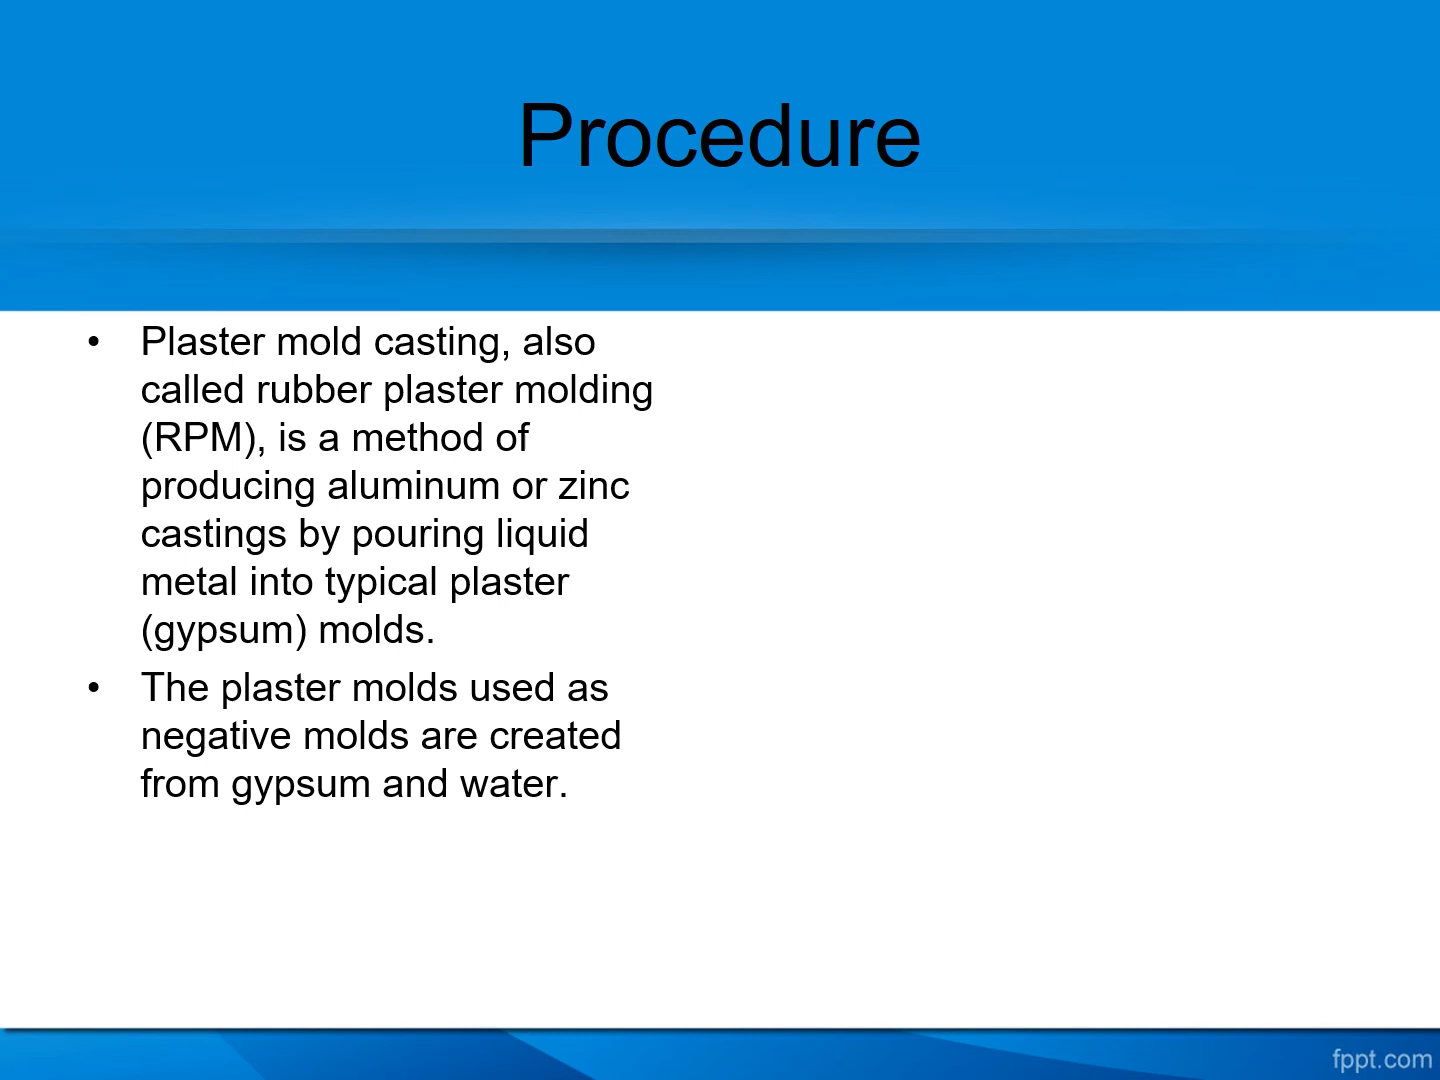 Procedure
• Plaster mold casting, also
called rubber plaster molding
(RPM), is a method of
producing aluminum or zinc
castings by pouring liquid
metal into typical plaster
(gypsum) molds.
• The plaster molds used as
negative molds are created
from gypsum and water.
fppt.com